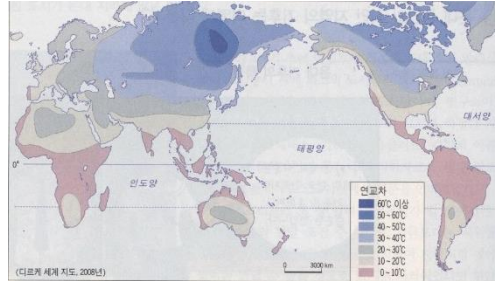 대서양
태평양
0°
인도양
연교차
60℃ 이상
50~60℃
40~50℃
30~40℃
20~30℃
10~20℃
0~10℃
0 3000 km
(디르케 세계 지도, 2008년)